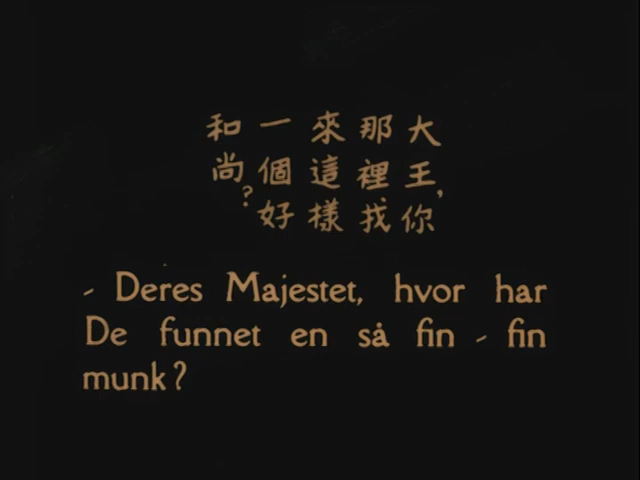 大王,你
那裡找
來這樣
一個好
和尚?
- Deres Majestet, hvor har
De funnet en så fin - fin
munk?